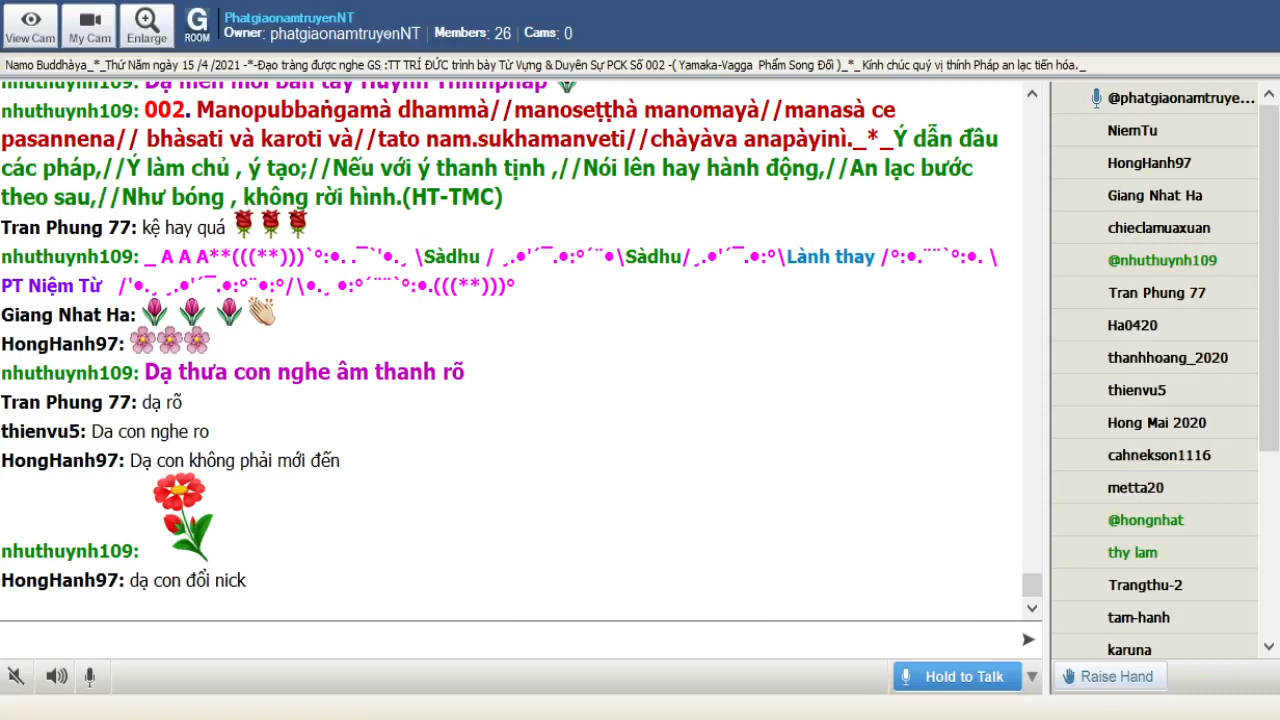 View Cam
My Cam
Enlarge
G
ROOM
PhatgiaonamtruyenNT
Owner: phatgiaonamtruyenNT | Members: 26 | Cams: 0
Namo Buddhàya_*_Thứ Năm ngày 15 /4 /2021 -*-Đạo tràng được nghe GS :TT TRÍ ĐỨC trình bày Từ Vựng & Duyên Sự PCK Số 002 -( Yamaka-Vagga Phẩm Song Đối )_*_Kính chúc quý vị thính Pháp an lạc tiến hóa._
nhuthuynh109: 002. Manopubbaṅgamà dhammà//manoseṭṭhà manomayà//manasà ce
pasannena// bhàsati và karoti và//tato nam.sukhamanveti//chàyàva anapàyinì._*_Ý dẫn đầu
các pháp,//Ý làm chủ , ý tạo;//Nếu với ý thanh tịnh ,//Nói lên hay hành động,//An lạc bước
theo sau,//Như bóng , không rời hình.(HT-TMC)
Tran Phung 77: kệ hay quá
nhuthuynh109: _ A A A**(((**)))`°:•. .¯`'•.¸ \Sàdhu / ¸.•'´¯.•:°´¨•\Sàdhu/¸.•'´¯.•:°\Lành thay /°:•.¨¨`°:•. \
PT Niệm Từ /'•.¸ ¸.•'´¯.•:°¨•:°/\•.¸ •:°´¨¨`°:•.(((**)))°
Giang Nhat Ha:
HongHanh97:
nhuthuynh109: Dạ thưa con nghe âm thanh rõ
Tran Phung 77: dạ rõ
thienvu5: Da con nghe ro
HongHanh97: Dạ con không phải mới đến
nhuthuynh109:
HongHanh97: dạ con đổi nick
Hold to Talk
@phatgiaonamtruye...
NiemTu
HongHanh97
Giang Nhat Ha
chieclamuaxuan
@nhuthuynh109
Tran Phung 77
Ha0420
thanhhoang_2020
thienvu5
Hong Mai 2020
cahnekson1116
metta20
@hongnhat
thy lam
Trangthu-2
tam-hanh
karuna
Raise Hand